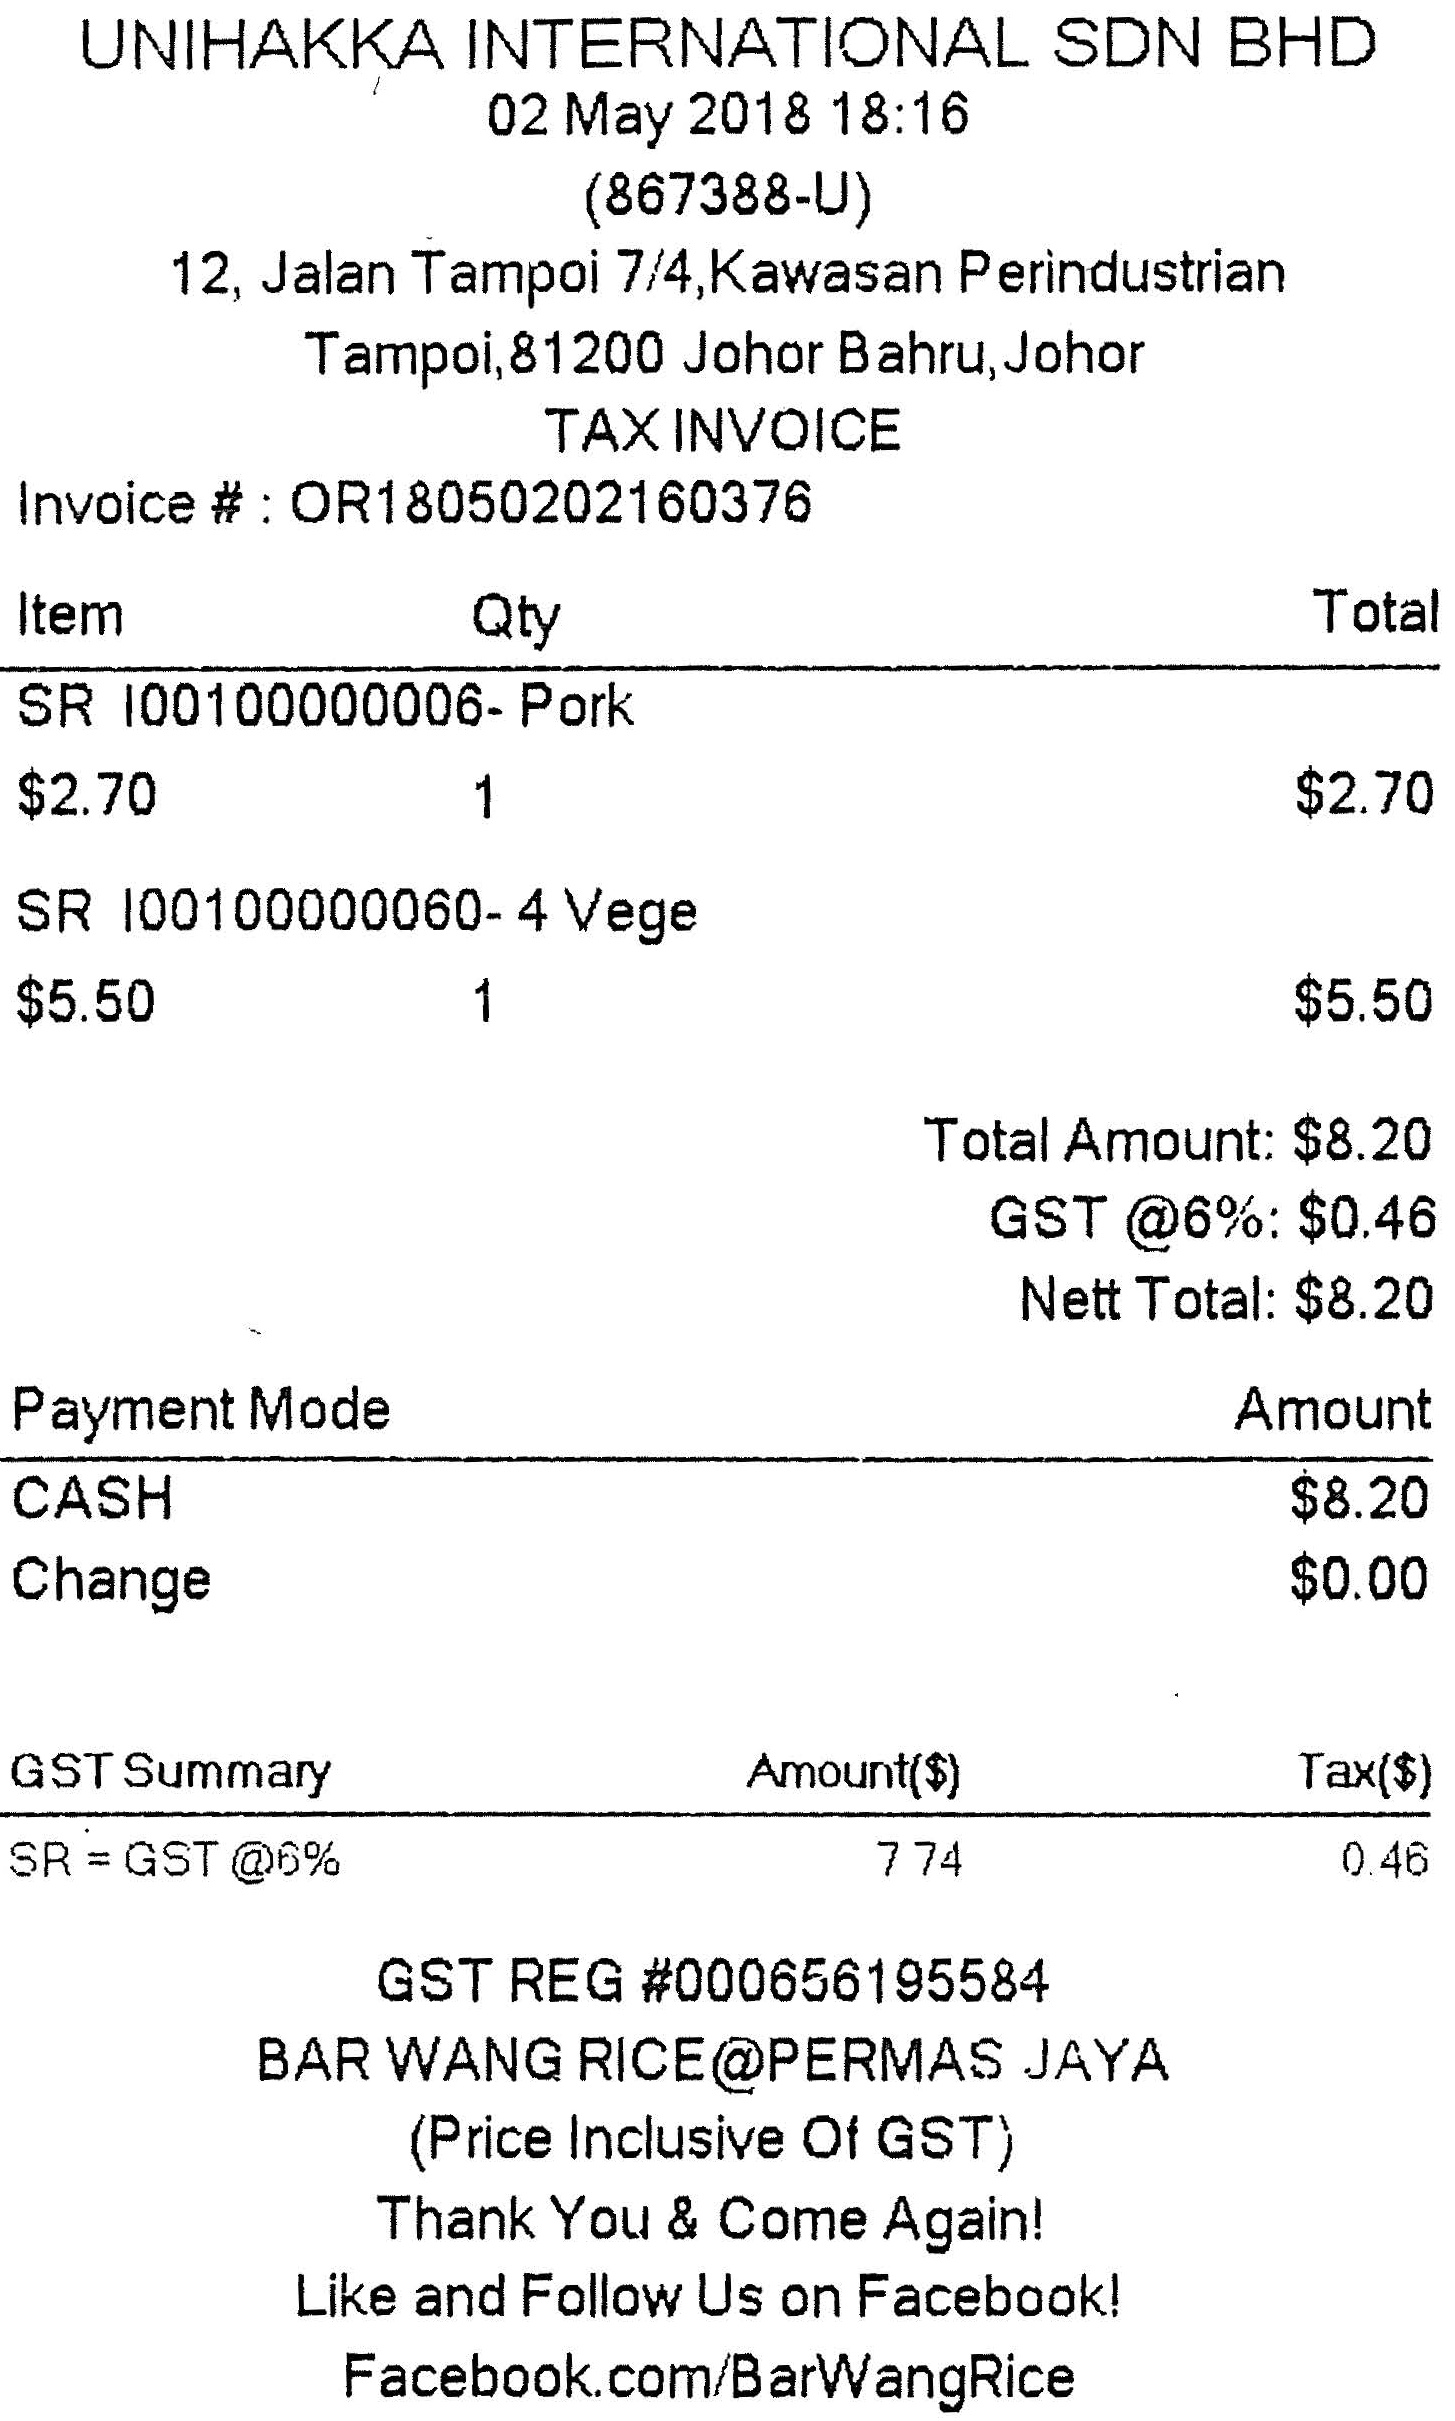 UNIHAKKA INTERNATIONAL SDN BHD
02 May 2018 18:16
(867388-U)
12, Jalan Tampoi 7/4,Kawasan Perindustrian
Tampoi,81200 Johor Bahru,Johor
TAX INVOICE
Invoice # : OR18050202160376
Item Qty Total
SR I00100000006- Pork
$2.70 1 $2.70
SR I00100000060- 4 Vege
$5.50 1 $5.50
Total Amount: $8.20
GST @6%: $0.46
Nett Total: $8.20
Payment Mode Amount
CASH $8.20
Change $0.00
GST Summary Amount($) Tax($)
SR = GST @6% 7.74 0.46
GST REG #000656195584
BAR WANG RICE@PERMAS JAYA
(Price Inclusive Of GST)
Thank You & Come Again!
Like and Follow Us on Facebook!
Facebook.com/BarWangRice